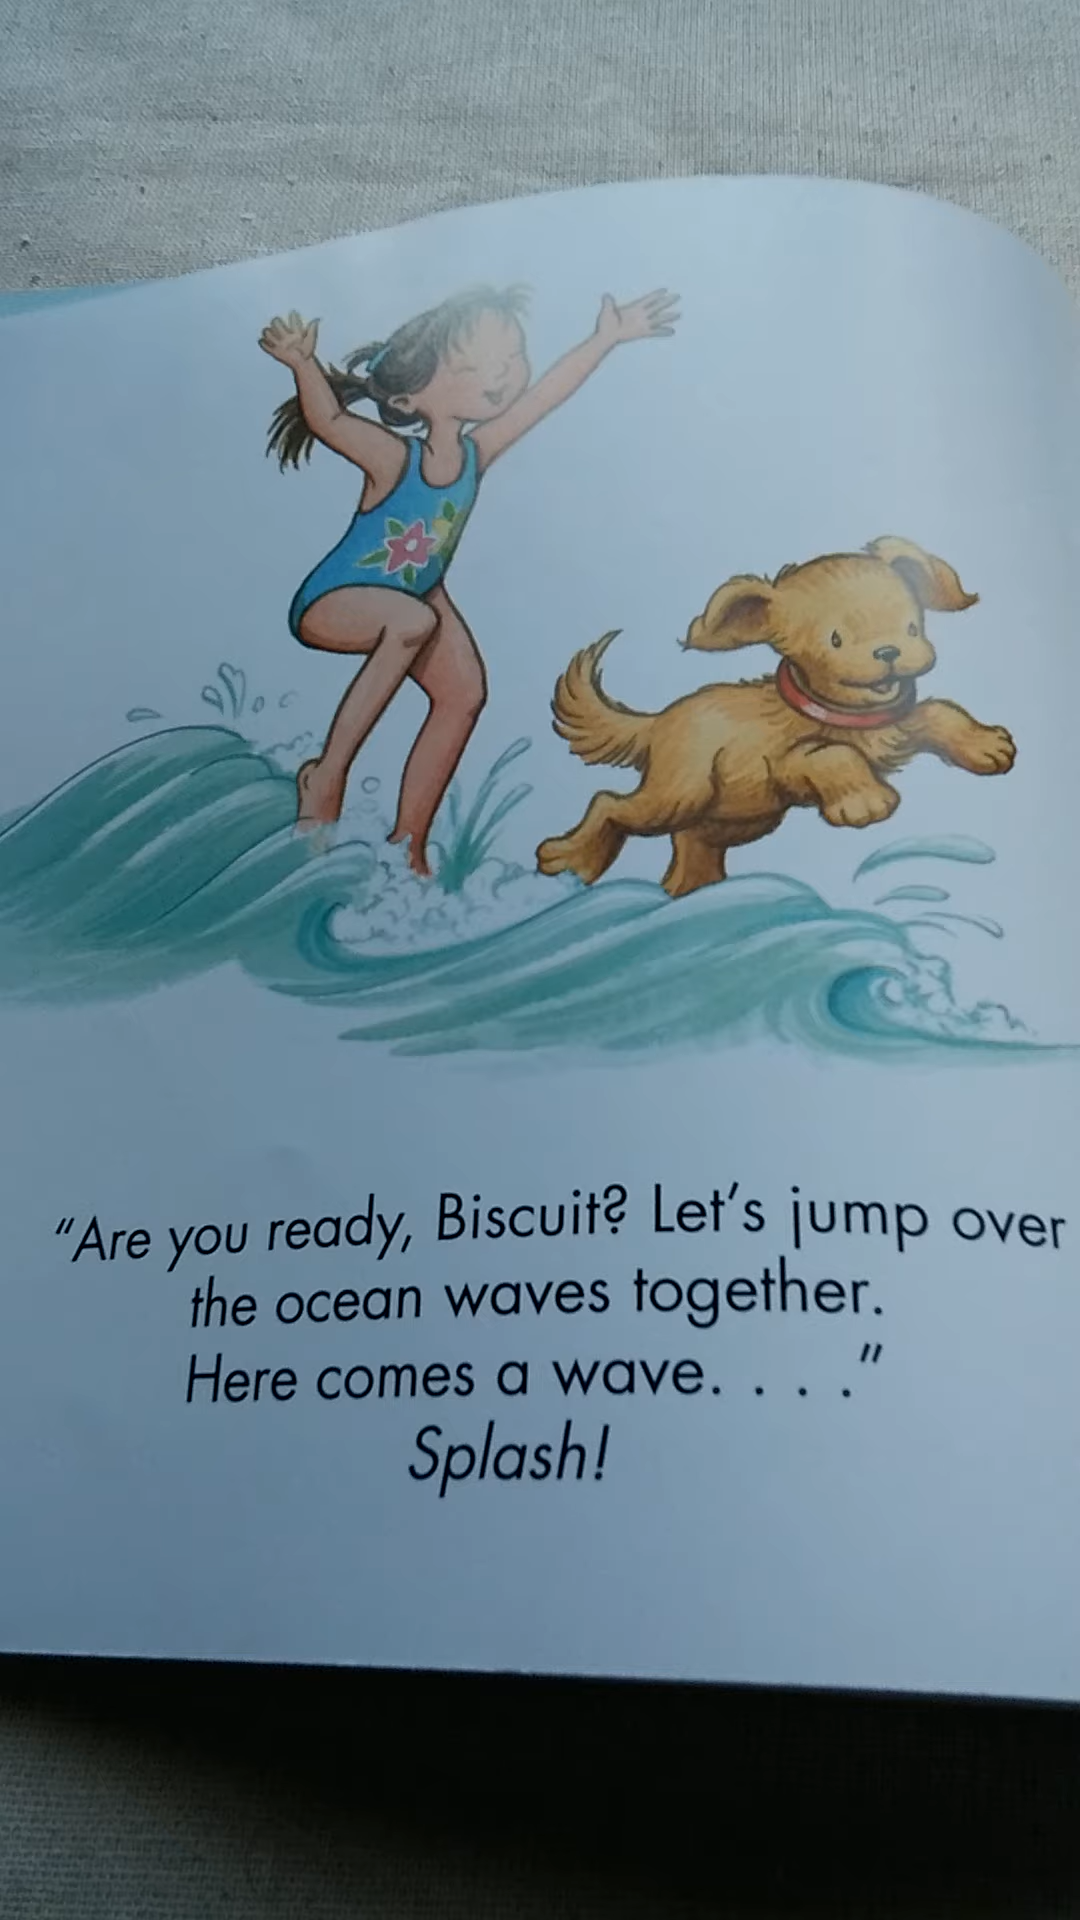 “Are you ready, Biscuit? Let’s jump over
the ocean waves together.
Here comes a wave. . . .”
Splash!